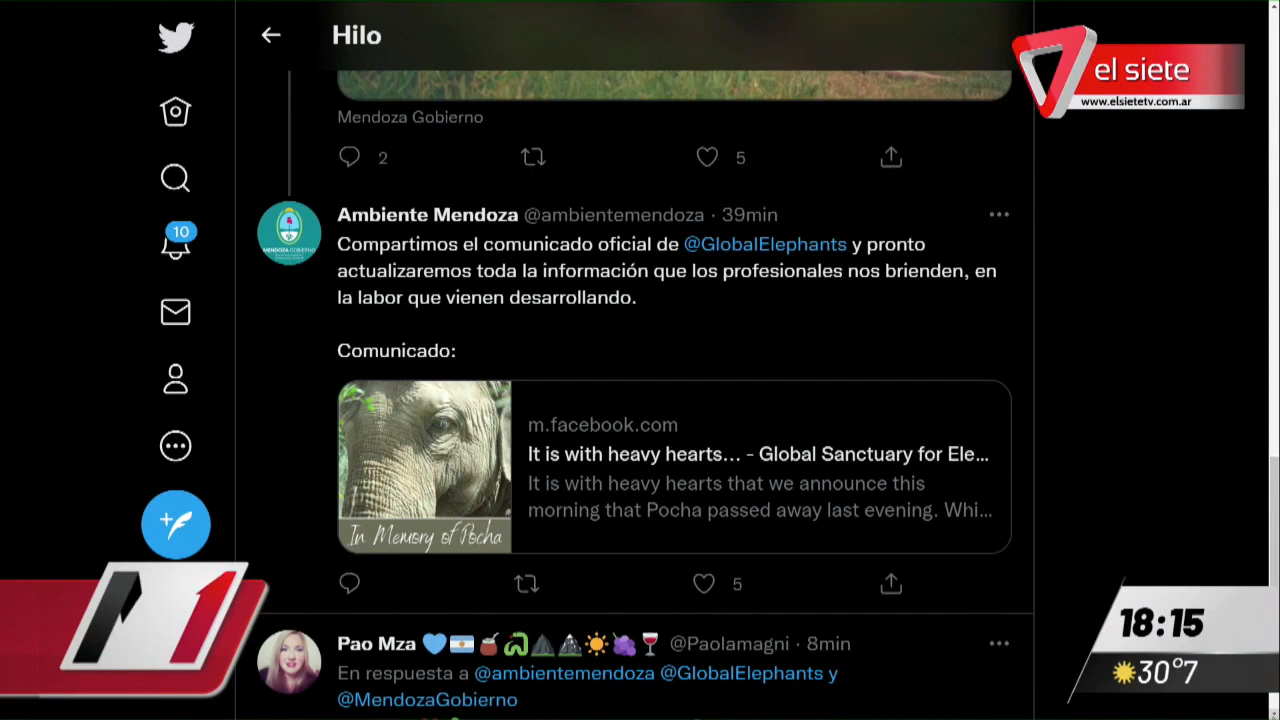 Hilo
el siete
www.elsietetv.com.ar
Mendoza Gobierno
2
5
10
MENDOZA GOBIERNO
Ambiente Mendoza @ambientemendoza · 39min
Compartimos el comunicado oficial de @GlobalElephants y pronto
actualizaremos toda la información que los profesionales nos brienden, en
la labor que vienen desarrollando.
Comunicado:
In Memory of Pocha
m.facebook.com
It is with heavy hearts... - Global Sanctuary for Ele...
It is with heavy hearts that we announce this
morning that Pocha passed away last evening. Whi...
5
Pao Mza 💙🇦🇷🧉🐍⛰️🏔️☀️🍇🍷 @Paolamagni · 8min
En respuesta a @ambientemendoza @GlobalElephants y
@MendozaGobierno
18:15
30°7